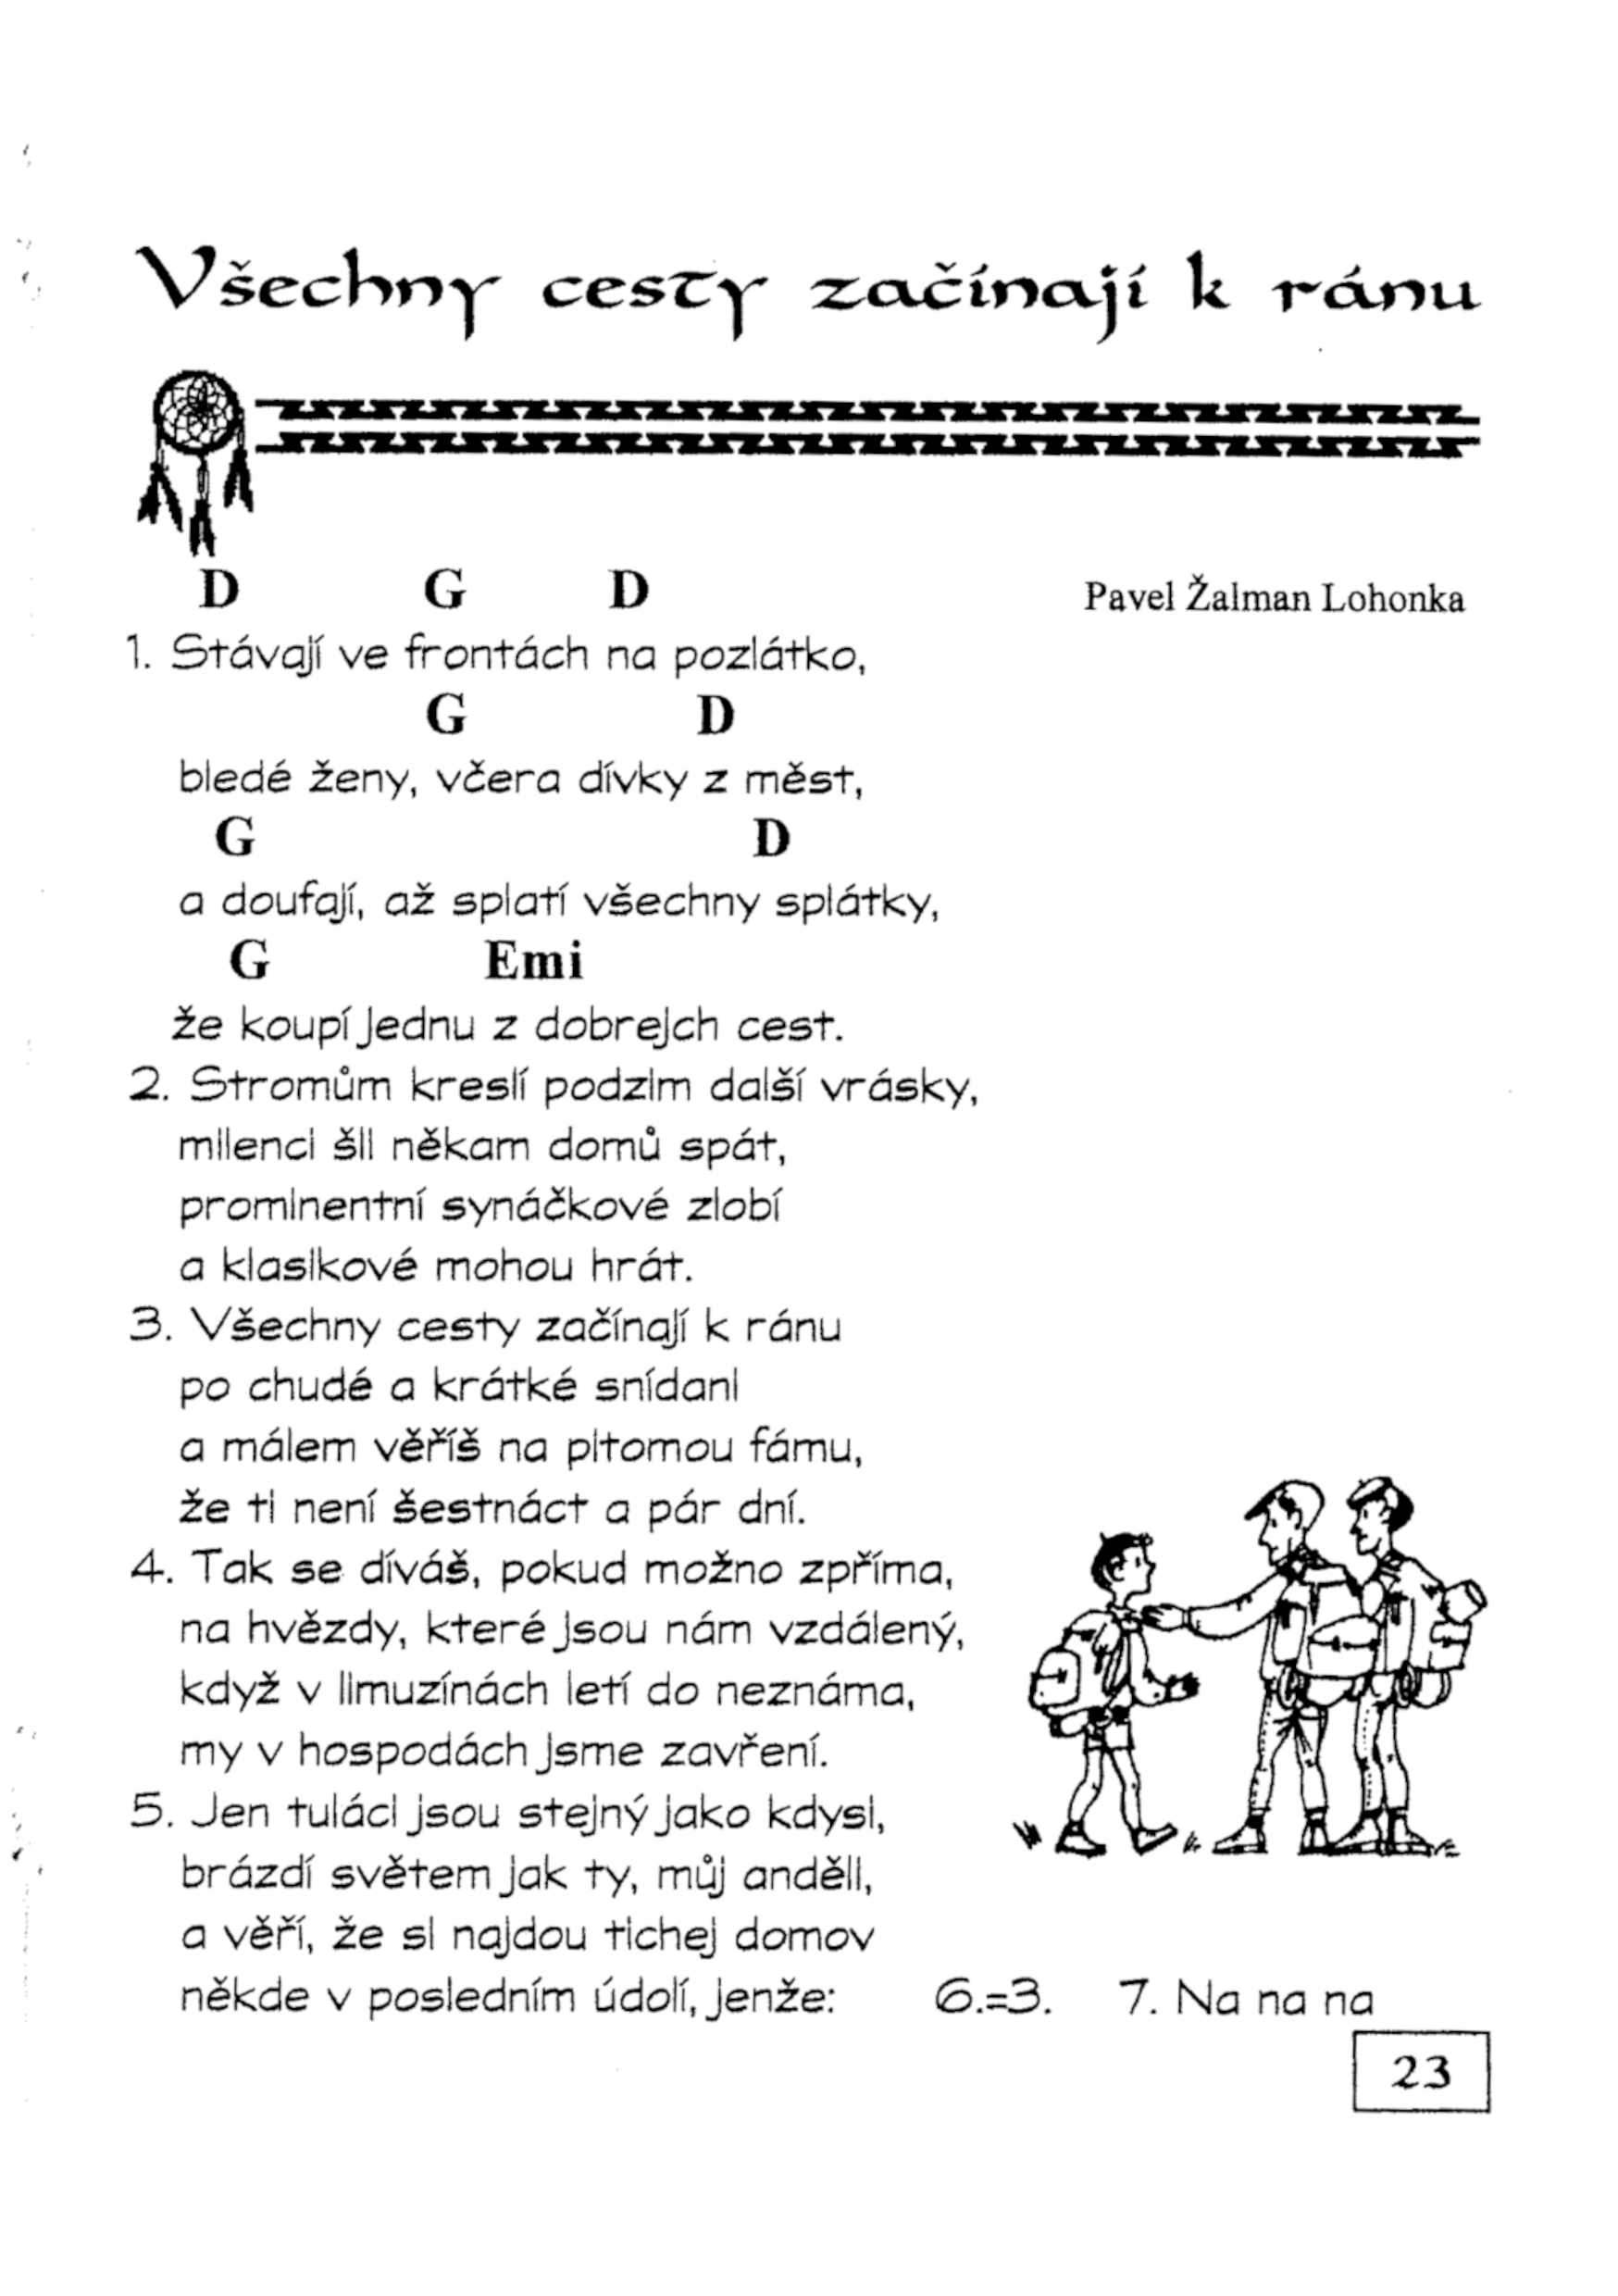 Všechny cesty začínají k ránu
D G D
Pavel Žalman Lohonka
1. Stávají ve frontách na pozlátko,
G D
bledé ženy, včera dívky z měst,
G D
a doufají, až splatí všechny splátky,
G Emi
že koupí jednu z dobrejch cest.
2. Stromům kreslí podzim další vrásky,
milenci šli někam domů spát,
prominentní synáčkové zlobí
a klasikové mohou hrát.
3. Všechny cesty začínají k ránu
po chudé a krátké snídani
a málem věříš na pitomou fámu,
že ti není šestnáct a pár dní.
4. Tak se díváš, pokud možno zpříma,
na hvězdy, které jsou nám vzdálený,
když v limuzínách letí do neznáma,
my v hospodách jsme zavření.
5. Jen tuláci jsou stejný jako kdysi,
brázdí světem jak ty, můj anděli,
a věří, že si najdou tichej domov
někde v posledním údolí, jenže: 6.=3. 7. Na na na
23